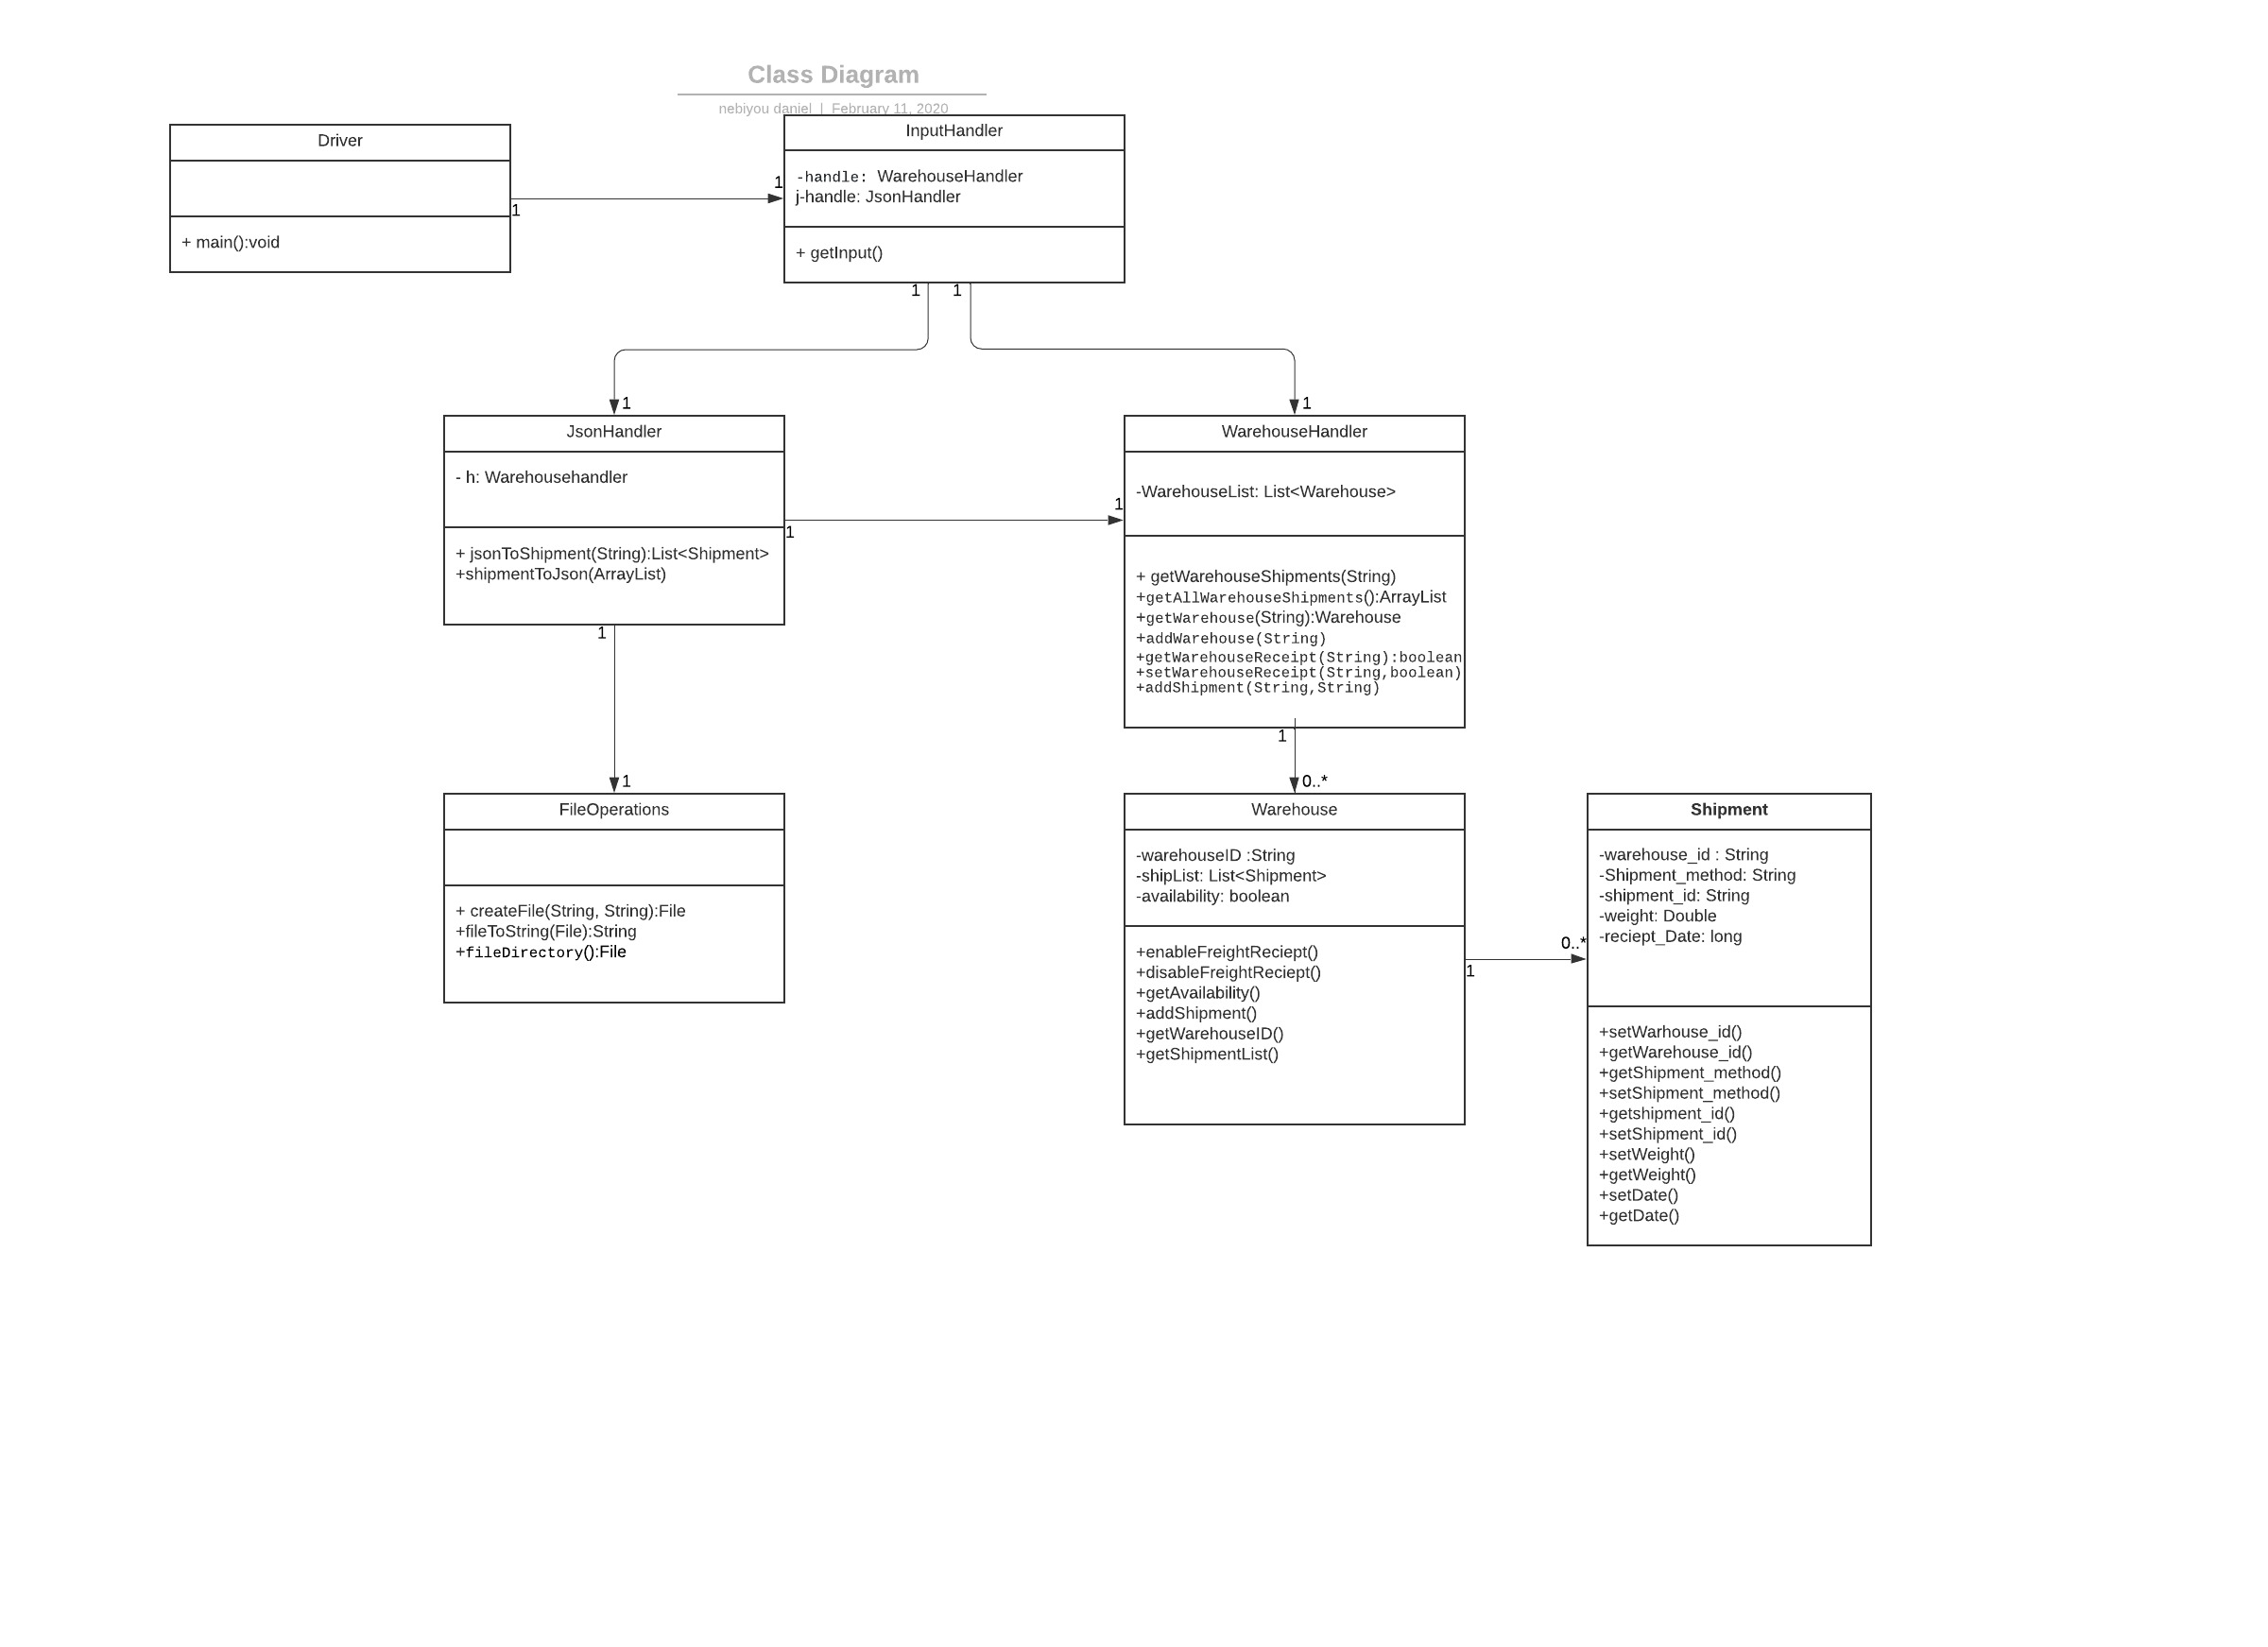 Class Diagram
nebiyou daniel | February 11, 2020
Driver
+ main():void
1
1
InputHandler
-handle: WarehouseHandler
j-handle: JsonHandler
+ getInput()
1
1
1
1
JsonHandler
- h: Warehousehandler
+ jsonToShipment(String):List<Shipment>
+shipmentToJson(ArrayList)
1
1
WarehouseHandler
-WarehouseList: List<Warehouse>
+ getWarehouseShipments(String)
+getAllWarehouseShipments():ArrayList
+getWarehouse(String):Warehouse
+addWarehouse(String)
+getWarehouseReceipt(String):boolean
+setWarehouseReceipt(String,boolean)
+addShipment(String,String)
1
1
1
0..*
FileOperations
+ createFile(String, String):File
+fileToString(File):String
+fileDirectory():File
Warehouse
-warehouseID :String
-shipList: List<Shipment>
-availability: boolean
+enableFreightReciept()
+disableFreightReciept()
+getAvailability()
+addShipment()
+getWarehouseID()
+getShipmentList()
1
0..*
Shipment
-warehouse_id : String
-Shipment_method: String
-shipment_id: String
-weight: Double
-reciept_Date: long
+setWarhouse_id()
+getWarehouse_id()
+getShipment_method()
+setShipment_method()
+getshipment_id()
+setShipment_id()
+setWeight()
+getWeight()
+setDate()
+getDate()